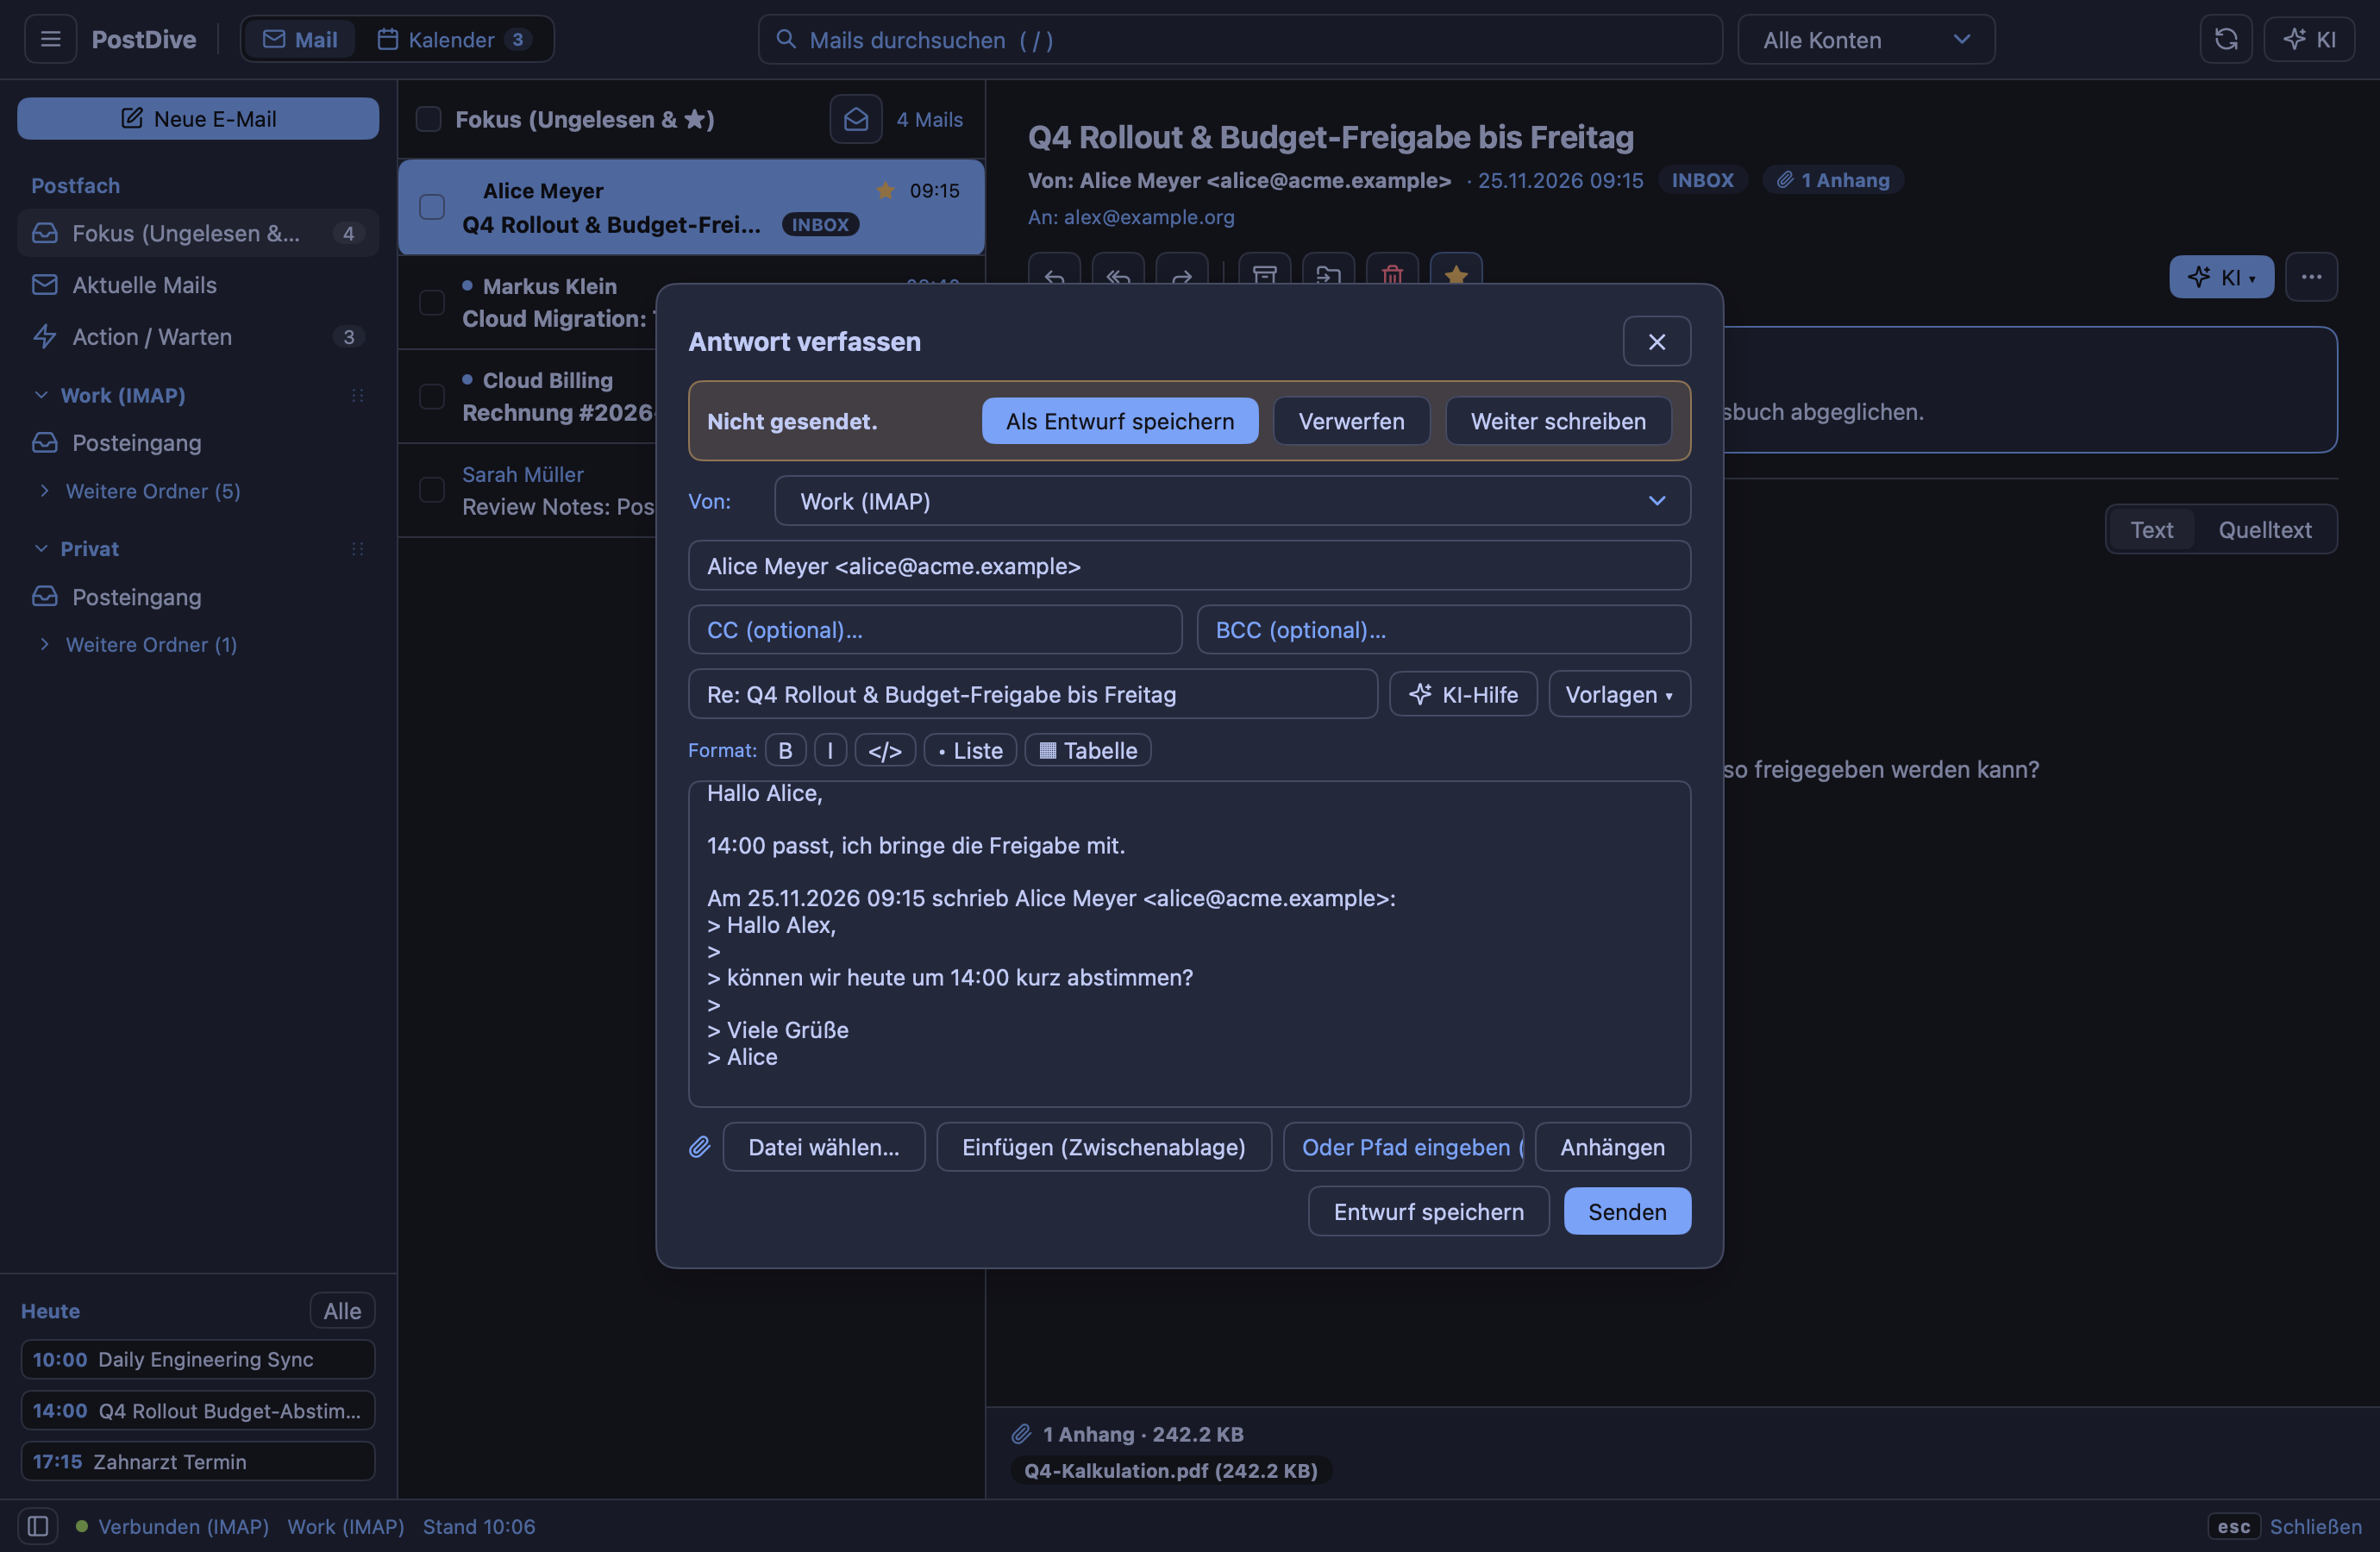 PostDive
Mail
Kalender 3
Mails durchsuchen ( / )
Alle Konten
KI
Neue E-Mail
Postfach
Fokus (Ungelesen &... 4
Aktuelle Mails
Action / Warten 3
Work (IMAP)
Posteingang
Weitere Ordner (5)
Privat
Posteingang
Weitere Ordner (1)
Heute
Alle
10:00 Daily Engineering Sync
14:00 Q4 Rollout Budget-Abstim...
17:15 Zahnarzt Termin
Fokus (Ungelesen & ★)
4 Mails
Alice Meyer ★ 09:15
Q4 Rollout & Budget-Frei... INBOX
Markus Klein
Cloud Migration:
Cloud Billing
Rechnung #2026-
Sarah Müller
Review Notes: Pos
Q4 Rollout & Budget-Freigabe bis Freitag
Von: Alice Meyer <alice@acme.example> · 25.11.2026 09:15 INBOX 1 Anhang
An: alex@example.org
KI ▾
sbuch abgeglichen.
Text
Quelltext
so freigegeben werden kann?
Antwort verfassen
Nicht gesendet.
Als Entwurf speichern
Verwerfen
Weiter schreiben
Von: Work (IMAP)
Alice Meyer <alice@acme.example>
CC (optional)...
BCC (optional)...
Re: Q4 Rollout & Budget-Freigabe bis Freitag
KI-Hilfe
Vorlagen ▾
Format: B I </> • Liste ▦ Tabelle
Hallo Alice,
14:00 passt, ich bringe die Freigabe mit.
Am 25.11.2026 09:15 schrieb Alice Meyer <alice@acme.example>:
> Hallo Alex,
>
> können wir heute um 14:00 kurz abstimmen?
>
> Viele Grüße
> Alice
Datei wählen...
Einfügen (Zwischenablage)
Oder Pfad eingeben (
Anhängen
Entwurf speichern
Senden
1 Anhang · 242.2 KB
Q4-Kalkulation.pdf (242.2 KB)
Verbunden (IMAP) Work (IMAP) Stand 10:06
esc Schließen